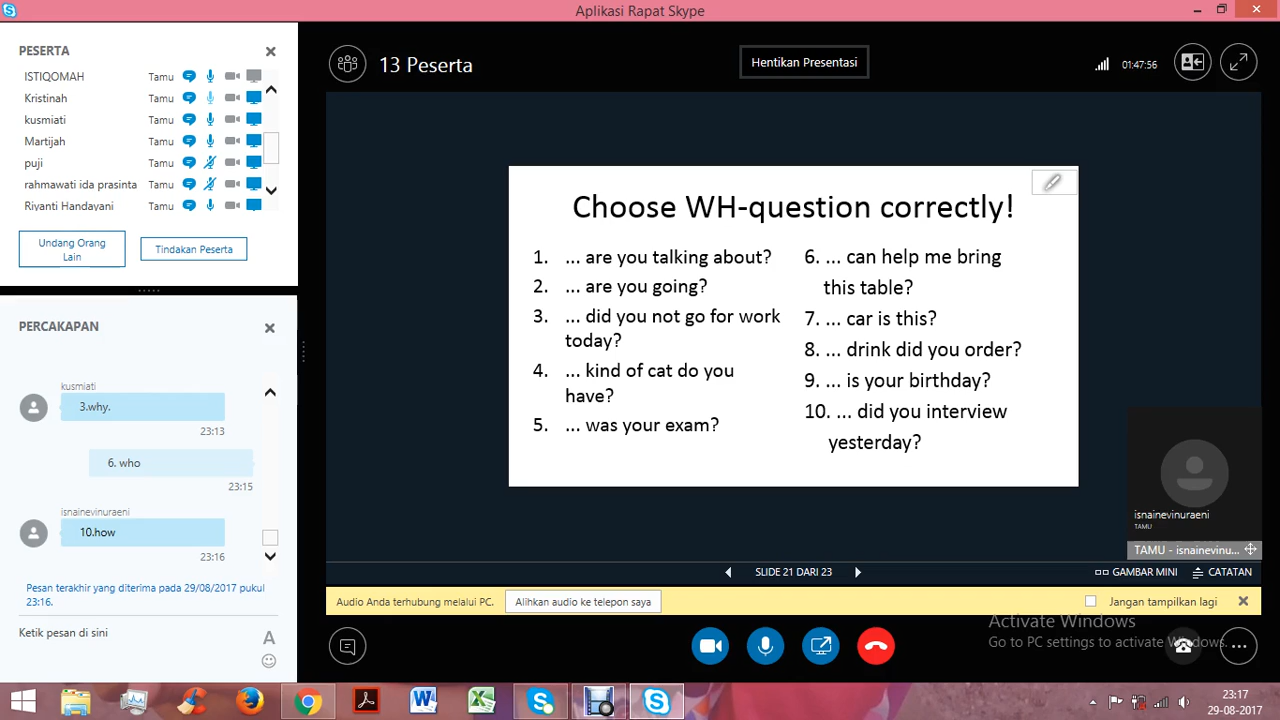 Aplikasi Rapat Skype
PESERTA
ISTIQOMAH Tamu
Kristinah Tamu
kusmiati Tamu
Martijah Tamu
puji Tamu
rahmawati ida prasinta Tamu
Riyanti Handayani Tamu
Undang Orang
Lain
Tindakan Peserta
PERCAKAPAN
kusmiati
3.why.
23:13
6. who
23:15
isnainevinuraeni
10.how
23:16
Pesan terakhir yang diterima pada 29/08/2017 pukul
23:16.
Ketik pesan di sini
A
13 Peserta
Hentikan Presentasi
01:47:56
Choose WH-question correctly!
1. ... are you talking about?
2. ... are you going?
3. ... did you not go for work
today?
4. ... kind of cat do you
have?
5. ... was your exam?
6. ... can help me bring
this table?
7. ... car is this?
8. ... drink did you order?
9. ... is your birthday?
10. ... did you interview
yesterday?
isnainevinuraeni
TAMU
TAMU - isnainevinu...
SLIDE 21 DARI 23
GAMBAR MINI
CATATAN
Audio Anda terhubung melalui PC.
Alihkan audio ke telepon saya
Jangan tampilkan lagi
Activate Windows
Go to PC settings to activate Windows.
23:17
29-08-2017